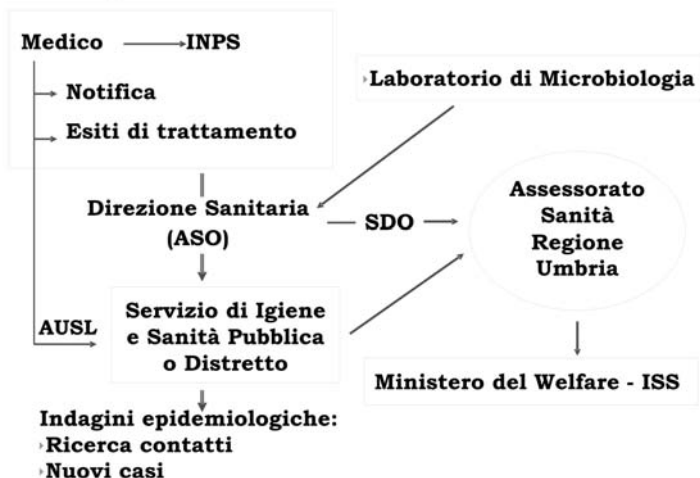 Medico INPS
Notifica
Esiti di trattamento
Laboratorio di Microbiologia
Direzione Sanitaria
(ASO)
SDO
Assessorato
Sanità
Regione
Umbria
AUSL
Servizio di Igiene
e Sanità Pubblica
o Distretto
Ministero del Welfare - ISS
Indagini epidemiologiche:
Ricerca contatti
Nuovi casi